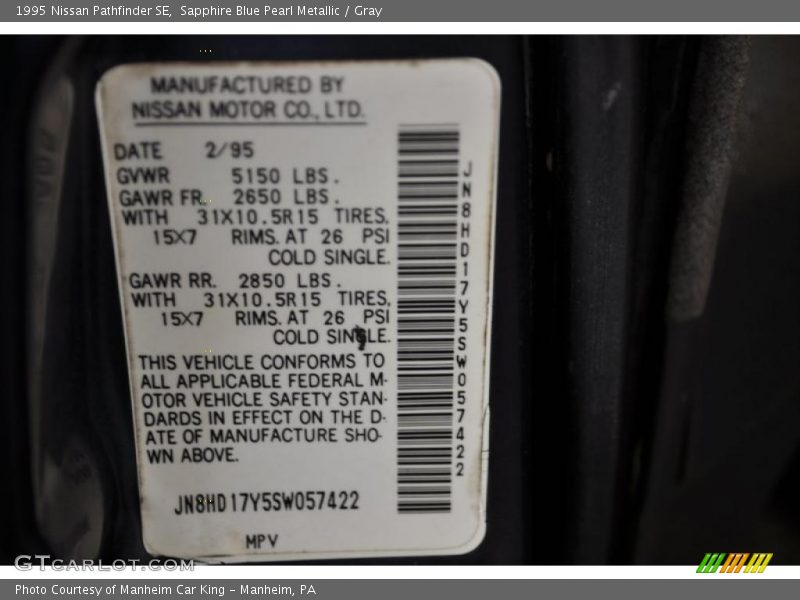 1995 Nissan Pathfinder SE,  Sapphire Blue Pearl Metallic / Gray
MANUFACTURED BY
NISSAN MOTOR CO., LTD.
DATE 2/95
GVWR 5150 LBS.
GAWR FR. 2650 LBS.
WITH 31X10.5R15 TIRES,
15X7 RIMS. AT 26 PSI
COLD SINGLE.
GAWR RR. 2850 LBS.
WITH 31X10.5R15 TIRES,
15X7 RIMS. AT 26 PSI
COLD SINGLE.
THIS VEHICLE CONFORMS TO
ALL APPLICABLE FEDERAL M-
OTOR VEHICLE SAFETY STAN-
DARDS IN EFFECT ON THE D-
ATE OF MANUFACTURE SHO-
WN ABOVE.
JN8HD17Y5SW057422
MPV
JN8HD17Y5SW057422
GTCarLot.com
Photo Courtesy of Manheim Car King - Manheim, PA